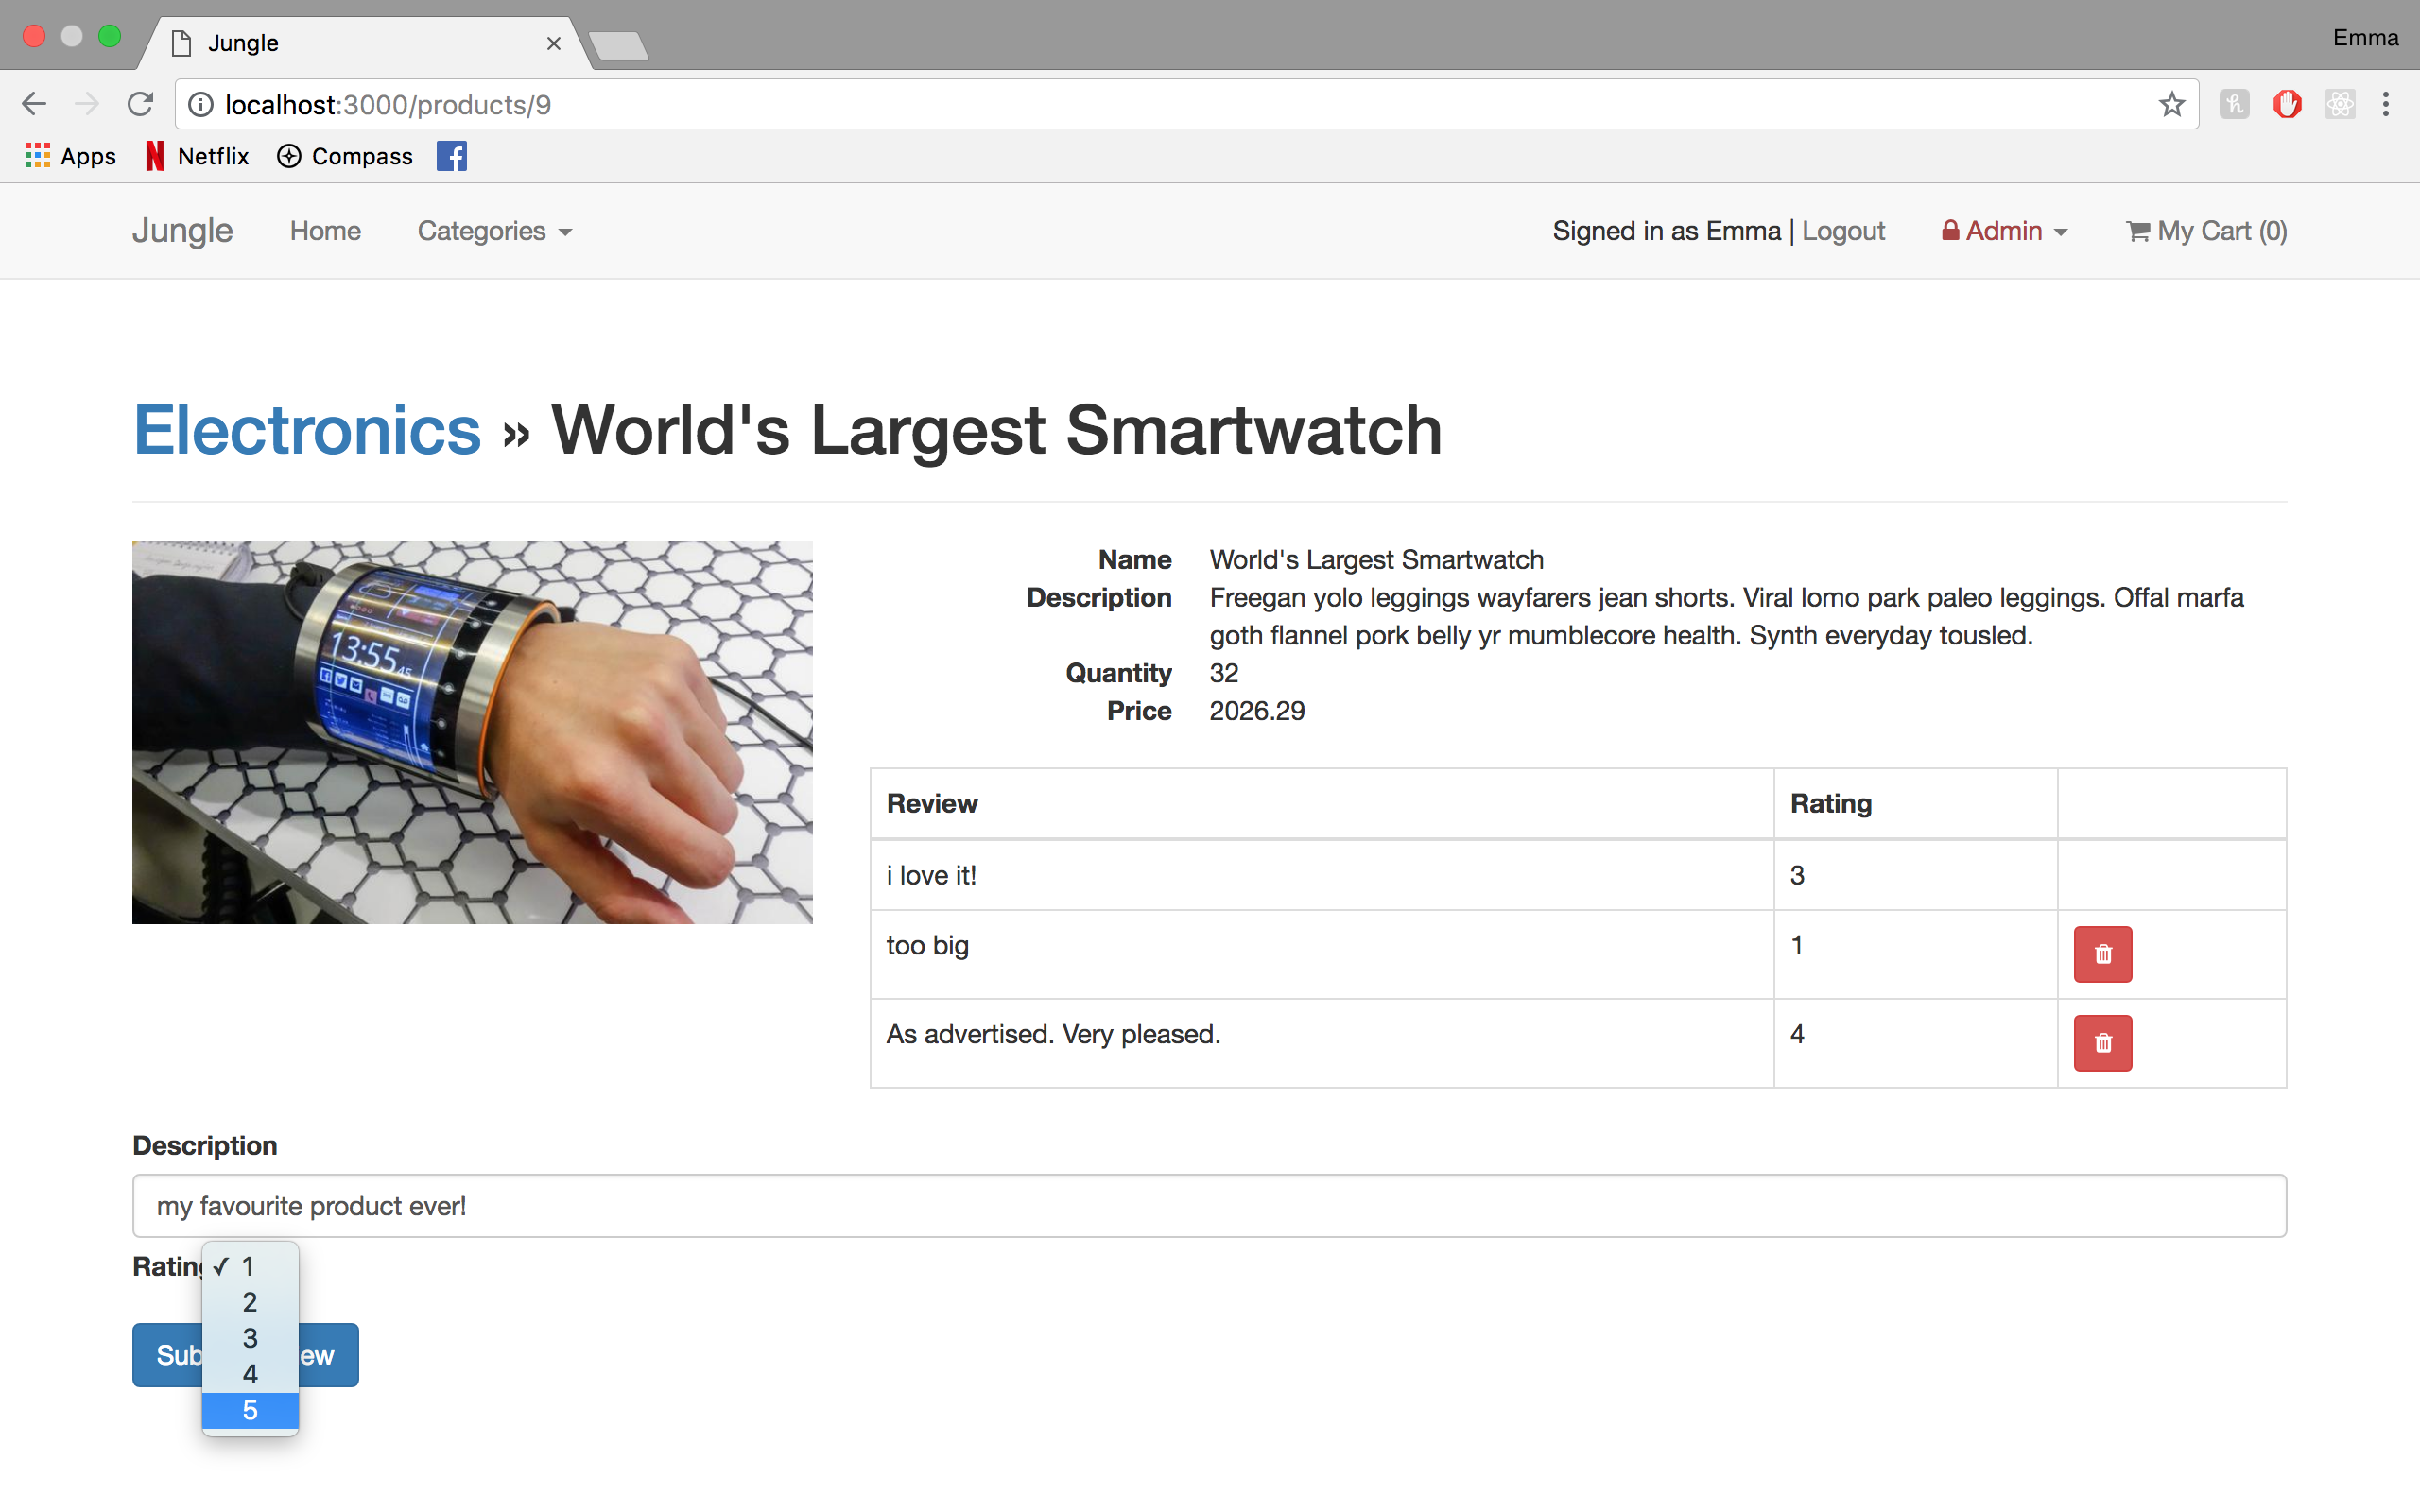 Jungle
Emma
localhost:3000/products/9
Apps Netflix Compass
Jungle Home Categories Signed in as Emma | Logout Admin My Cart (0)
Electronics » World's Largest Smartwatch
13:55 45
Name World's Largest Smartwatch
Description Freegan yolo leggings wayfarers jean shorts. Viral lomo park paleo leggings. Offal marfa
goth flannel pork belly yr mumblecore health. Synth everyday tousled.
Quantity 32
Price 2026.29
Review Rating
i love it! 3
too big 1
As advertised. Very pleased. 4
Description
my favourite product ever!
Rating ✓ 1
2
3
Sub ew
4
5